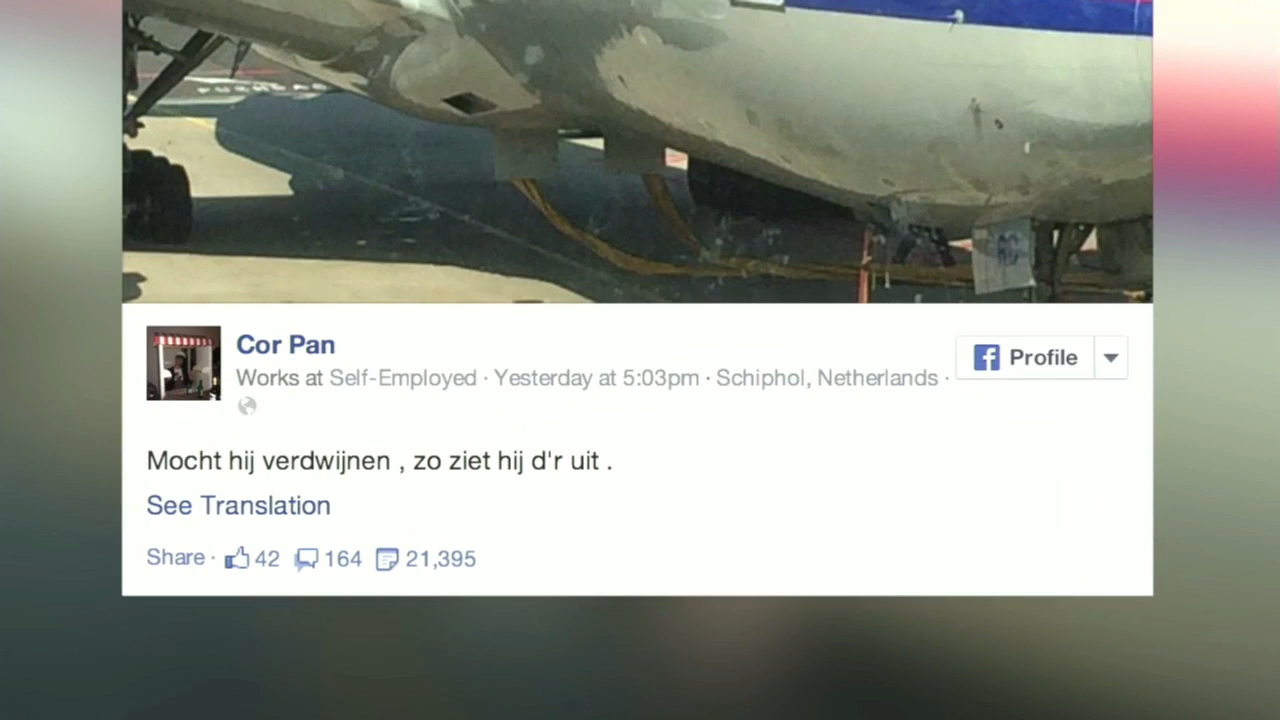 Cor Pan
Profile
Works at Self-Employed · Yesterday at 5:03pm · Schiphol, Netherlands ·
Mocht hij verdwijnen , zo ziet hij d'r uit .
See Translation
Share · 42 164 21,395